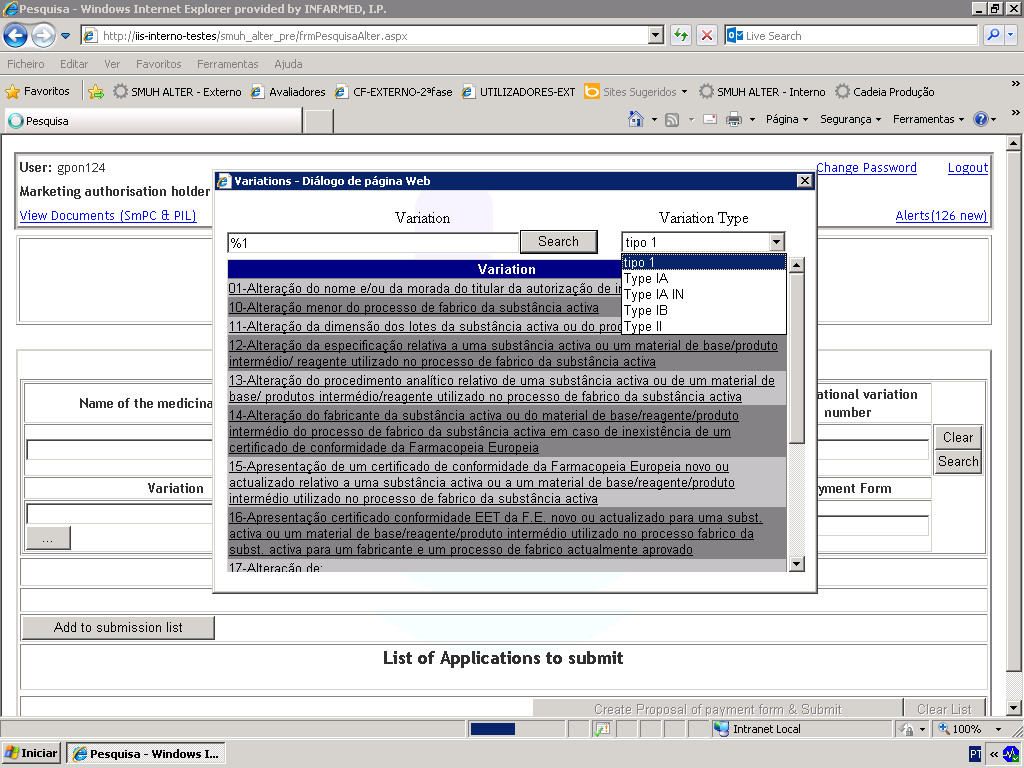 Pesquisa - Windows Internet Explorer provided by INFARMED, I.P.
http://iis-interno-testes/smuh_alter_pre/frmPesquisaAlter.aspx
Live Search
Ficheiro Editar Ver Favoritos Ferramentas Ajuda
Favoritos SMUH ALTER - Externo Avaliadores CF-EXTERNO-2ªfase UTILIZADORES-EXT Sites Sugeridos SMUH ALTER - Interno Cadeia Produção »
Pesquisa
Página Segurança Ferramentas »
User: gpon124
Change Password Logout
Marketing authorisation holder
View Documents (SmPC & PIL)
Alerts(126 new)
Variations - Diálogo de página Web
Variation Variation Type
%1 Search tipo 1
tipo 1
Type IA
Type IA IN
Type IB
Type II
Variation
01-Alteração do nome e/ou da morada do titular da autorização de
10-Alteração menor do processo de fabrico da substância activa
11-Alteração da dimensão dos lotes da substância activa ou do
12-Alteração da especificação relativa a uma substância activa ou um material de base/produto
intermédio/ reagente utilizado no processo de fabrico da substância activa
13-Alteração do procedimento analítico relativo de uma substância activa ou de um material de
base/ produtos intermédio/reagente utilizado no processo de fabrico da substância activa
14-Alteração do fabricante da substância activa ou do material de base/reagente/produto
intermédio do processo de fabrico da substância activa em caso de inexistência de um
certificado de conformidade da Farmacopeia Europeia
15-Apresentação de um certificado de conformidade da Farmacopeia Europeia novo ou
actualizado relativo a uma substância activa ou a um material de base/reagente/produto
intermédio utilizado no processo de fabrico da substância activa
16-Apresentação certificado conformidade EET da F.E. novo ou actualizado para uma subst.
activa ou um material de base/reagente/produto intermédio utilizado no processo fabrico da
subst. activa para um fabricante e um processo de fabrico actualmente aprovado
17-Alteração de:
Name of the medicina
ational variation
number
Clear
Search
Variation
yment Form
...
Add to submission list
List of Applications to submit
Create Proposal of payment form & Submit Clear List
Intranet Local 100%
Iniciar Pesquisa - Windows I... PT «